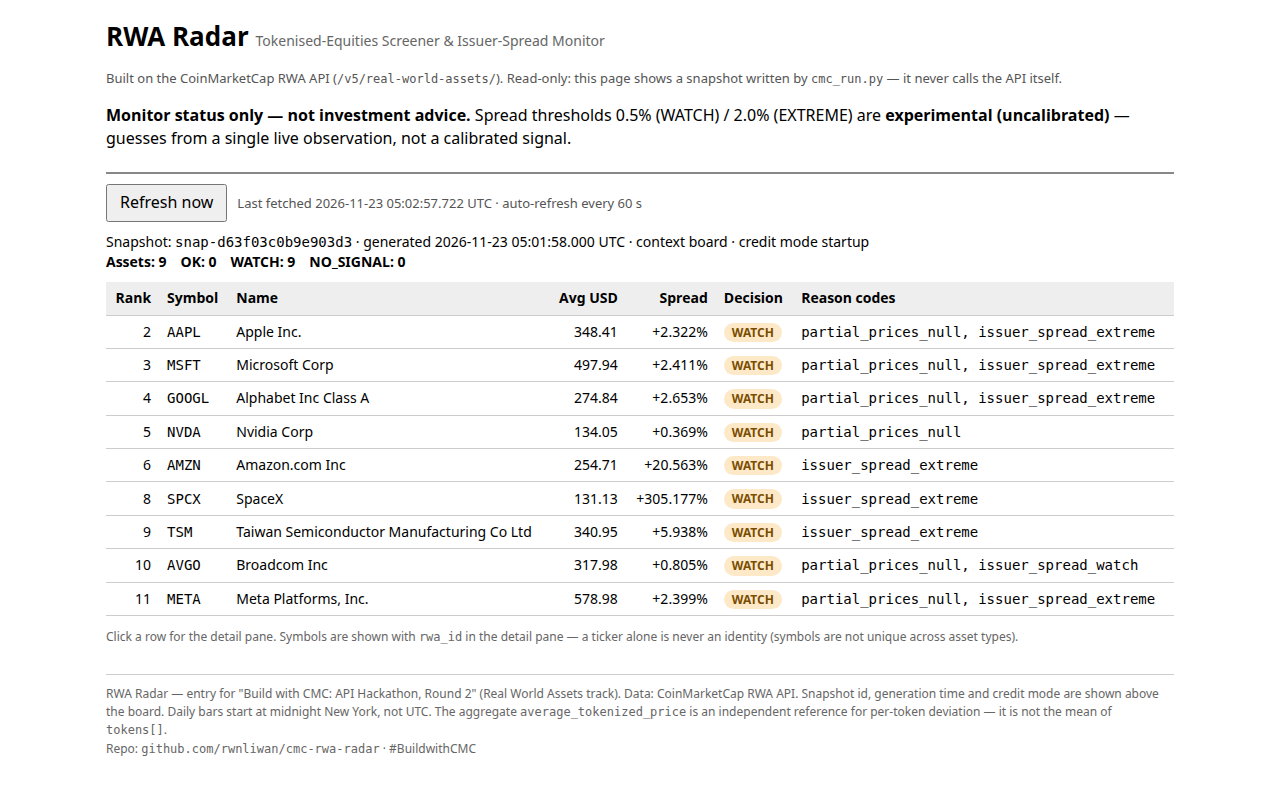 RWA Radar Tokenised-Equities Screener & Issuer-Spread Monitor
Built on the CoinMarketCap RWA API (/v5/real-world-assets/). Read-only: this page shows a snapshot written by cmc_run.py — it never calls the API itself.
Monitor status only — not investment advice. Spread thresholds 0.5% (WATCH) / 2.0% (EXTREME) are experimental (uncalibrated) —
guesses from a single live observation, not a calibrated signal.
Refresh now Last fetched 2026-11-23 05:02:57.722 UTC · auto-refresh every 60 s
Snapshot: snap-d63f03c0b9e903d3 · generated 2026-11-23 05:01:58.000 UTC · context board · credit mode startup
Assets: 9 OK: 0 WATCH: 9 NO_SIGNAL: 0
Rank Symbol Name Avg USD Spread Decision Reason codes
2 AAPL Apple Inc. 348.41 +2.322% WATCH partial_prices_null, issuer_spread_extreme
3 MSFT Microsoft Corp 497.94 +2.411% WATCH partial_prices_null, issuer_spread_extreme
4 GOOGL Alphabet Inc Class A 274.84 +2.653% WATCH partial_prices_null, issuer_spread_extreme
5 NVDA Nvidia Corp 134.05 +0.369% WATCH partial_prices_null
6 AMZN Amazon.com Inc 254.71 +20.563% WATCH issuer_spread_extreme
8 SPCX SpaceX 131.13 +305.177% WATCH issuer_spread_extreme
9 TSM Taiwan Semiconductor Manufacturing Co Ltd 340.95 +5.938% WATCH issuer_spread_extreme
10 AVGO Broadcom Inc 317.98 +0.805% WATCH partial_prices_null, issuer_spread_watch
11 META Meta Platforms, Inc. 578.98 +2.399% WATCH partial_prices_null, issuer_spread_extreme
Click a row for the detail pane. Symbols are shown with rwa_id in the detail pane — a ticker alone is never an identity (symbols are not unique across asset types).
RWA Radar — entry for "Build with CMC: API Hackathon, Round 2" (Real World Assets track). Data: CoinMarketCap RWA API. Snapshot id, generation time and credit mode are shown above
the board. Daily bars start at midnight New York, not UTC. The aggregate average_tokenized_price is an independent reference for per-token deviation — it is not the mean of
tokens[].
Repo: github.com/rwnliwan/cmc-rwa-radar · #BuildwithCMC